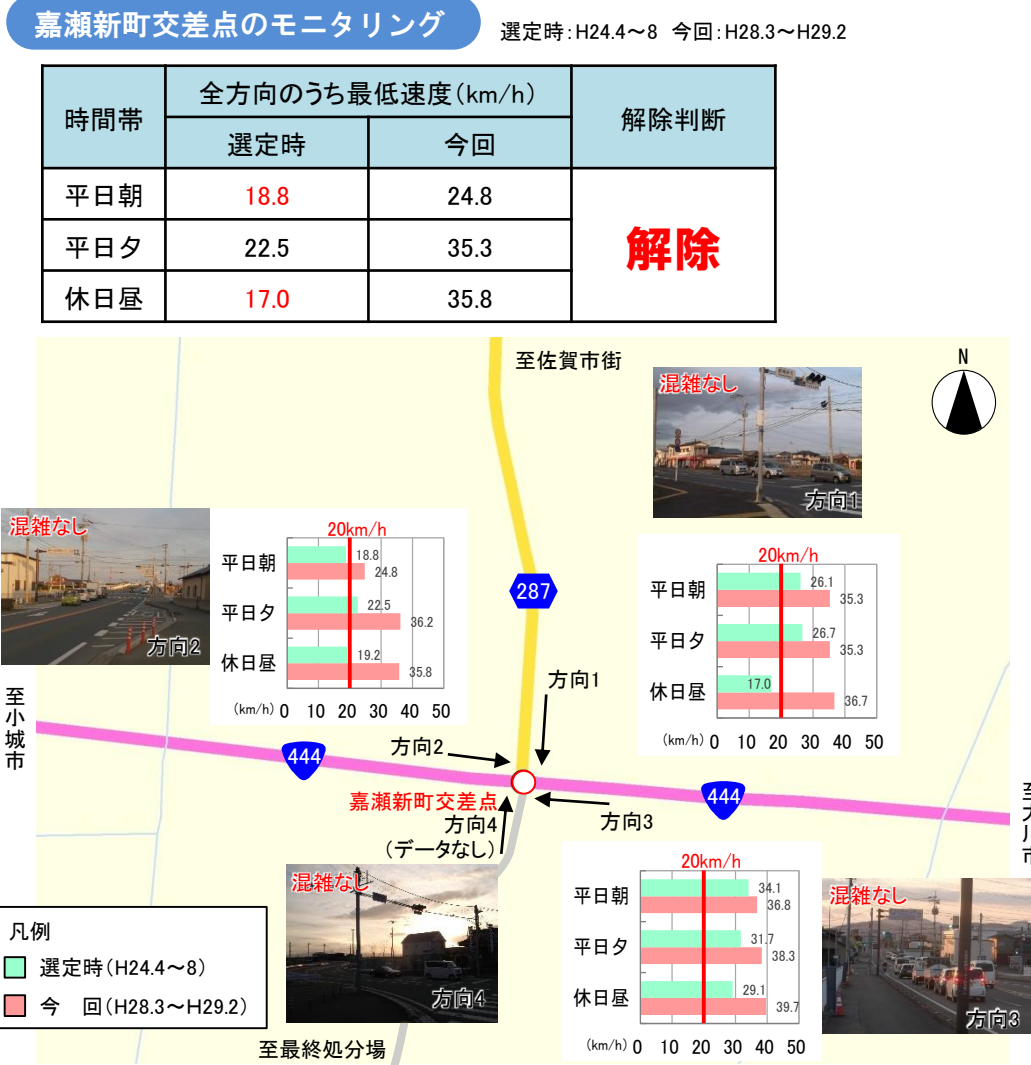 嘉瀬新町交差点のモニタリング
選定時:H24.4～8 今回:H28.3～H29.2
時間帯 全方向のうち最低速度(km/h) 解除判断
選定時 今回
平日朝 18.8 24.8
平日夕 22.5 35.3
休日昼 17.0 35.8
解除
至佐賀市街
N
混雑なし
方向1
混雑なし
方向2
20km/h
平日朝 18.8 24.8
平日夕 22.5 36.2
休日昼 19.2 35.8
(km/h) 0 10 20 30 40 50
287
20km/h
平日朝 26.1 35.3
平日夕 26.7 35.3
休日昼 17.0 36.7
(km/h) 0 10 20 30 40 50
至小城市
444
方向1
方向2
嘉瀬新町交差点
方向4
(データなし)
方向3
444
至大川市
混雑なし
方向4
20km/h
平日朝 34.1 36.8
平日夕 31.7 38.3
休日昼 29.1 39.7
(km/h) 0 10 20 30 40 50
混雑なし
方向3
凡例
選定時(H24.4～8)
今 回(H28.3～H29.2)
至最終処分場